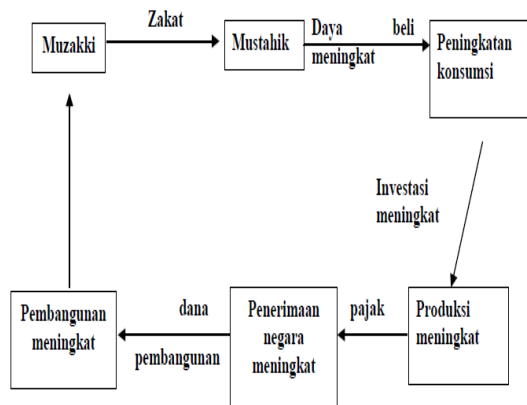 Zakat
Muzakki
Mustahik
Daya beli
meningkat
Peningkatan
konsumsi
Investasi
meningkat
Produksi
meningkat
pajak
Penerimaan
negara
meningkat
dana
pembangunan
Pembangunan
meningkat